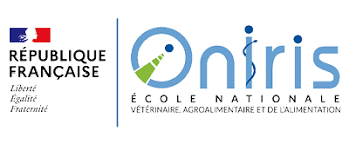 RÉPUBLIQUE
FRANÇAISE
Liberté
Égalité
Fraternité
Oniris
ÉCOLE NATIONALE
VÉTÉRINAIRE, AGROALIMENTAIRE ET DE L'ALIMENTATION